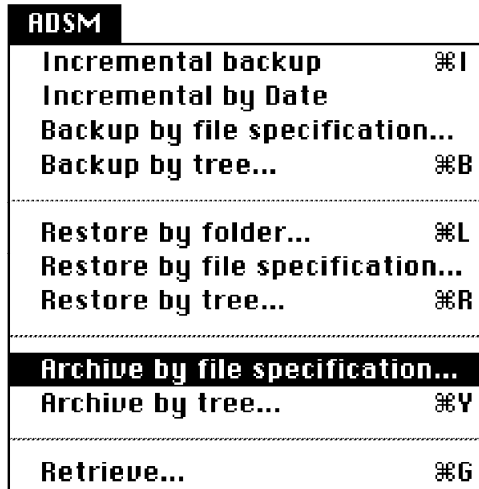 ADSM
Incremental backup ⌘I
Incremental by Date
Backup by file specification...
Backup by tree... ⌘B
Restore by folder... ⌘L
Restore by file specification...
Restore by tree... ⌘R
Archive by file specification...
Archive by tree... ⌘Y
Retrieve... ⌘G